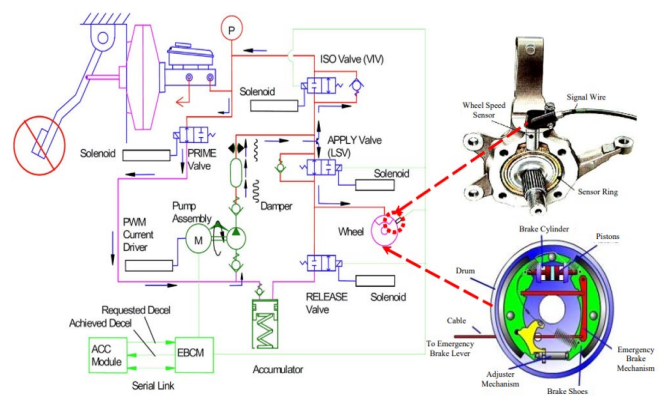 P
ISO Valve (VIV)
Solenoid
Solenoid
PRIME
Valve
APPLY Valve
(LSV)
Solenoid
Damper
Pump
Assembly
PWM
Current
Driver
M
Wheel
RELEASE
Valve
Solenoid
Accumulator
Requested Decel
Achieved Decel
ACC
Module
EBCM
Serial Link
Wheel Speed
Sensor
Signal Wire
Sensor Ring
Brake Cylinder
Pistons
Drum
Cable
To Emergency
Brake Lever
Adjuster
Mechanism
Emergency
Brake
Mechanism
Brake Shoes